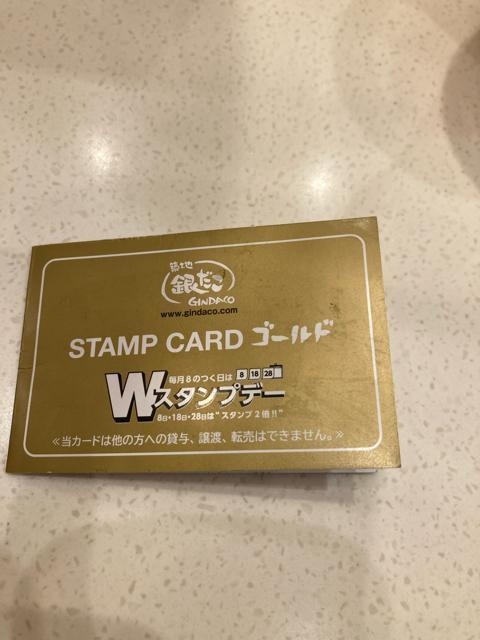 築地
銀だこ
GINDACO
www.gindaco.com
STAMP CARD ゴールド
毎月8のつく日は 8 18 28
Wスタンプデー
8日・18日・28日は"スタンプ2倍!!"
≪当カードは他の方への貸与、譲渡、転売はできません。≫